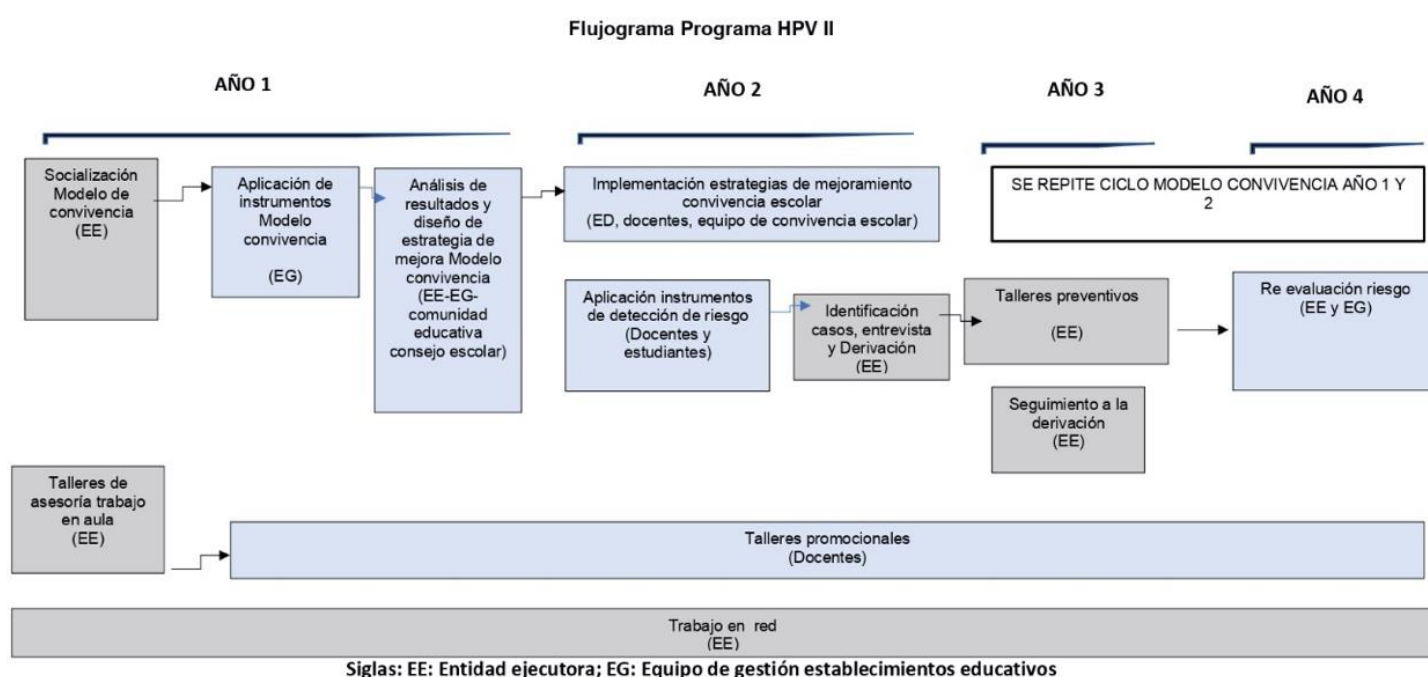 Flujograma Programa HPV II
AÑO 1
AÑO 2
AÑO 3
AÑO 4
Socialización
Modelo de
convivencia
(EE)
Aplicación de
instrumentos
Modelo
convivencia
(EG)
Análisis de
resultados y
diseño de
estrategia de
mejora Modelo
convivencia
(EE-EG-
comunidad
educativa
consejo escolar)
Implementación estrategias de mejoramiento
convivencia escolar
(ED, docentes, equipo de convivencia escolar)
SE REPITE CICLO MODELO CONVIVENCIA AÑO 1 Y
2
Aplicación instrumentos
de detección de riesgo
(Docentes y
estudiantes)
Identificación
casos, entrevista
y Derivación
(EE)
Talleres preventivos
(EE)
Re evaluación riesgo
(EE y EG)
Seguimiento a la
derivación
(EE)
Talleres de
asesoría trabajo
en aula
(EE)
Talleres promocionales
(Docentes)
Trabajo en red
(EE)
Siglas: EE: Entidad ejecutora; EG: Equipo de gestión establecimientos educativos